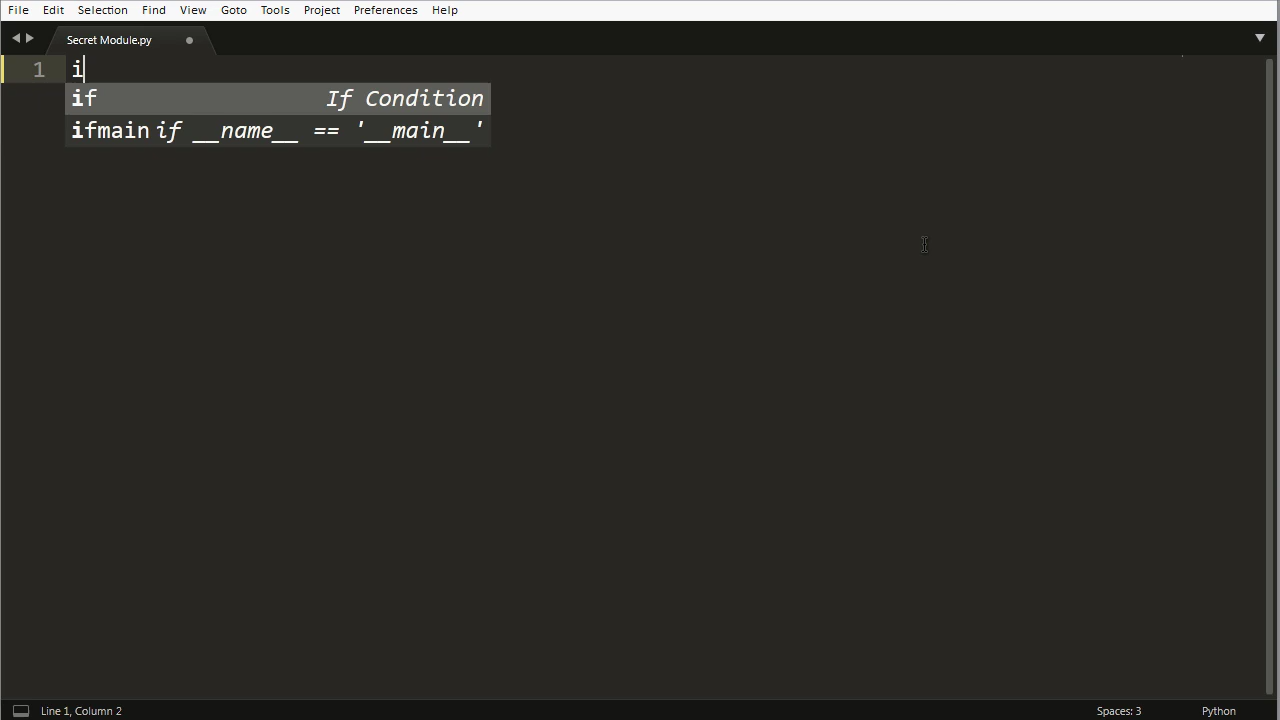 File Edit Selection Find View Goto Tools Project Preferences Help
Secret Module.py
1 i
if If Condition
ifmain if __name__ == '__main__'
Line 1, Column 2 Spaces: 3 Python